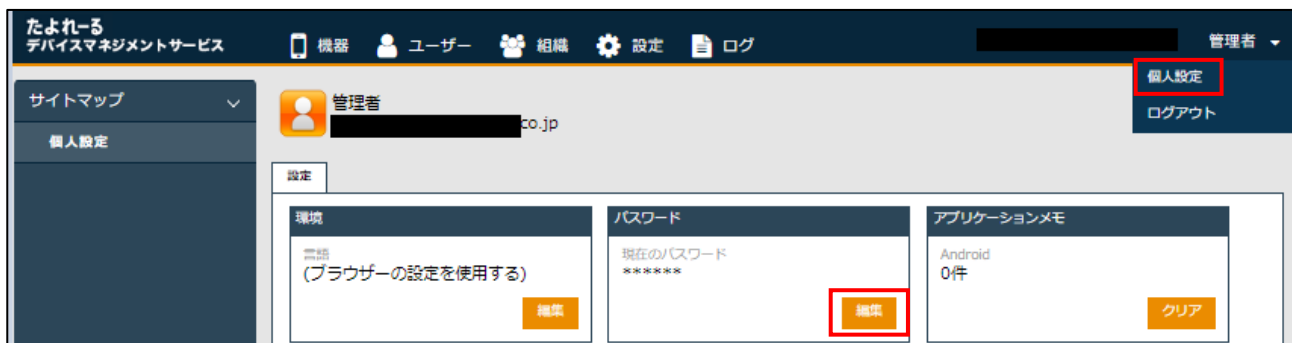 たよれーる
デバイスマネジメントサービス
機器 ユーザー 組織 設定 ログ
管理者
個人設定
ログアウト
サイトマップ
個人設定
管理者
co.jp
設定
環境
言語
(ブラウザーの設定を使用する)
編集
パスワード
現在のパスワード
******
編集
アプリケーションメモ
Android
0件
クリア